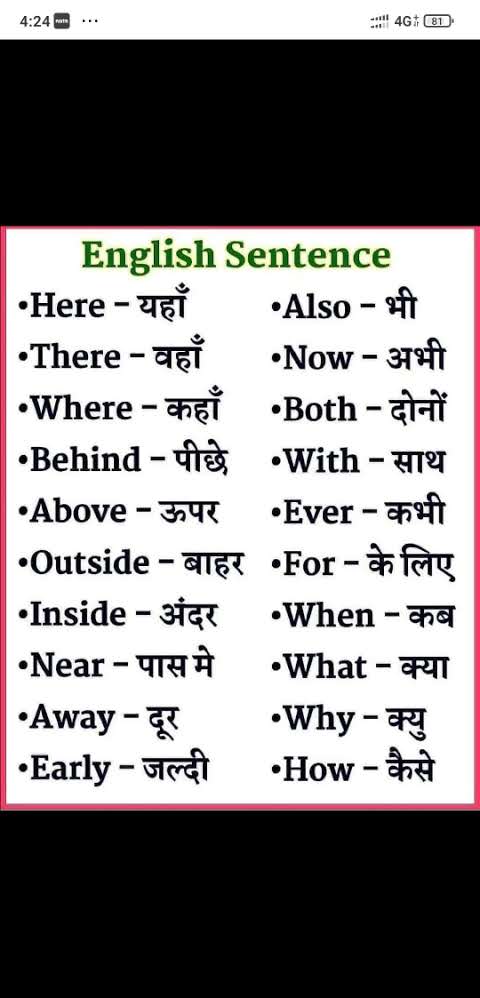 4:24 ...
4G 81
English Sentence
•Here – यहाँ
•There – वहाँ
•Where – कहाँ
•Behind – पीछे
•Above – ऊपर
•Outside – बाहर
•Inside – अंदर
•Near – पास मे
•Away – दूर
•Early – जल्दी
•Also – भी
•Now – अभी
•Both – दोनों
•With – साथ
•Ever – कभी
•For – के लिए
•When – कब
•What – क्या
•Why – क्यु
•How – कैसे